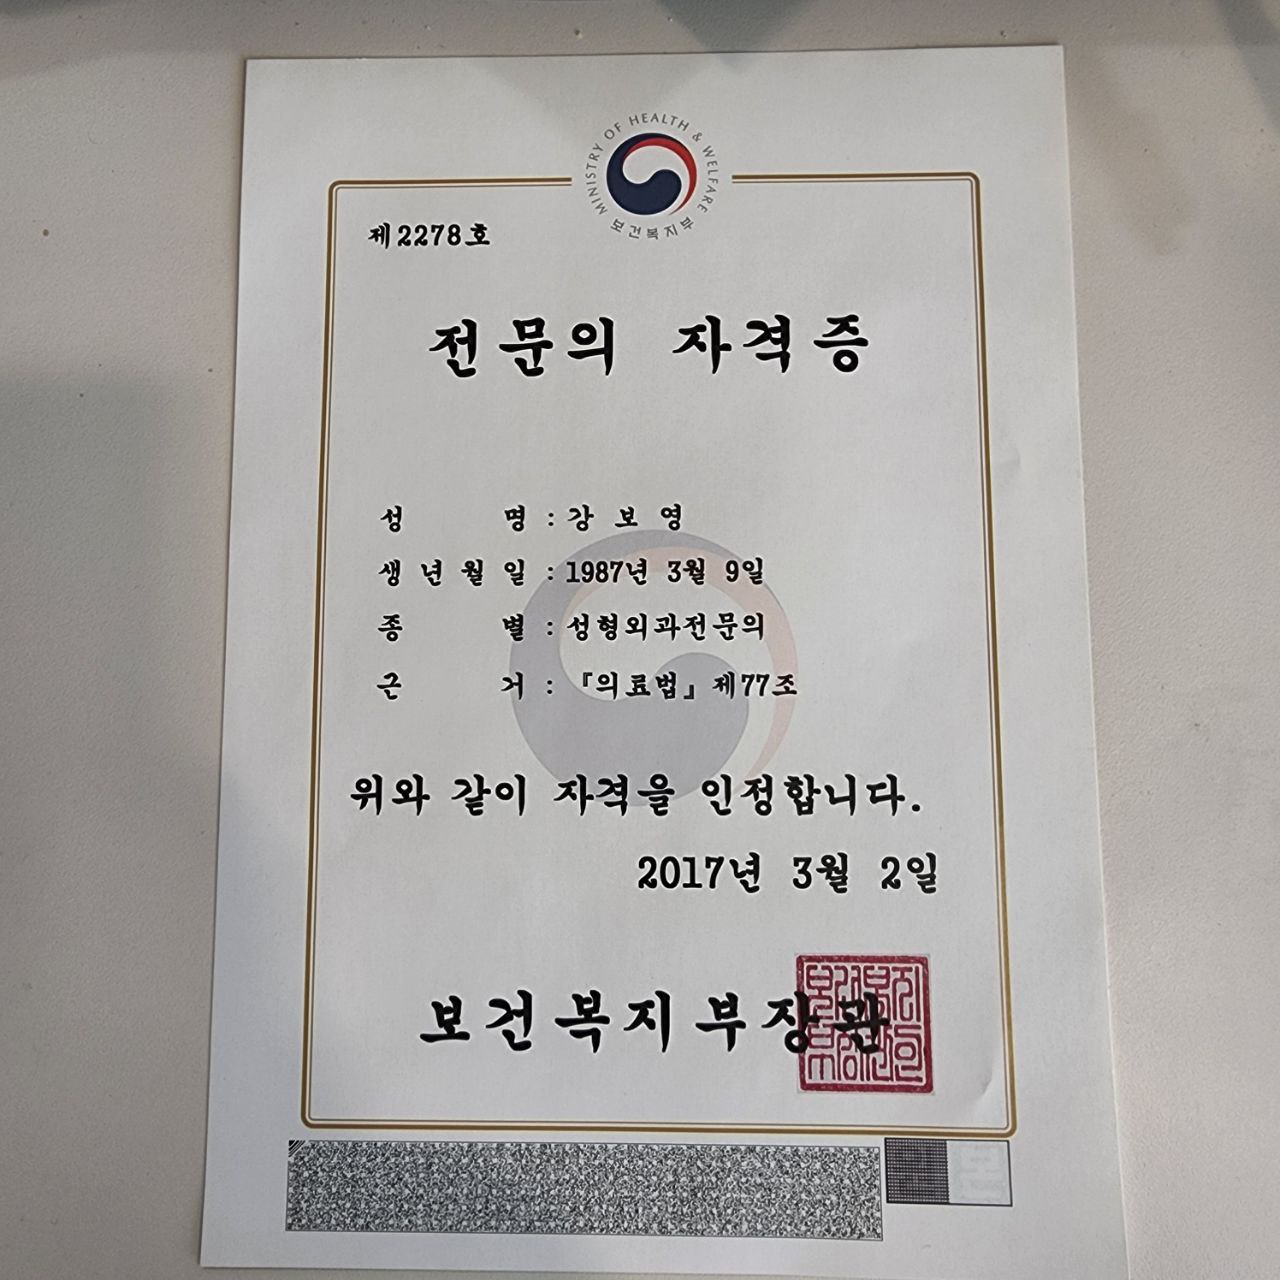 MINISTRY OF HEALTH & WELFARE
보건복지부
제2278호
전문의 자격증
성 명 : 강 보 영
생 년 월 일 : 1987년 3월 9일
종 별 : 성형외과전문의
근 거 : 『의료법』제77조
위와 같이 자격을 인정합니다.
2017년 3월 2일
보건복지부장관